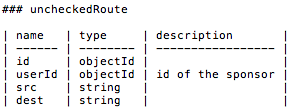 ### uncheckedRoute
| name | type | description |
| ------ | -------- | ------------------ |
| id | objectId | |
| userId | objectId | id of the sponsor |
| src | string | |
| dest | string | |